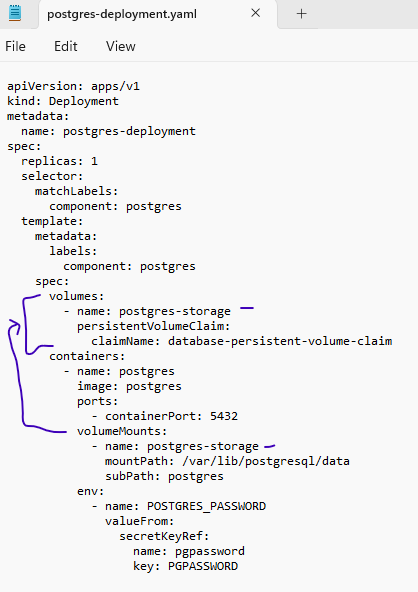 postgres-deployment.yaml
File Edit View
apiVersion: apps/v1
kind: Deployment
metadata:
  name: postgres-deployment
spec:
  replicas: 1
  selector:
    matchLabels:
      component: postgres
  template:
    metadata:
      labels:
        component: postgres
    spec:
      volumes:
        - name: postgres-storage
          persistentVolumeClaim:
            claimName: database-persistent-volume-claim
      containers:
        - name: postgres
          image: postgres
          ports:
            - containerPort: 5432
          volumeMounts:
            - name: postgres-storage
              mountPath: /var/lib/postgresql/data
              subPath: postgres
          env:
            - name: POSTGRES_PASSWORD
              valueFrom:
                secretKeyRef:
                  name: pgpassword
                  key: PGPASSWORD